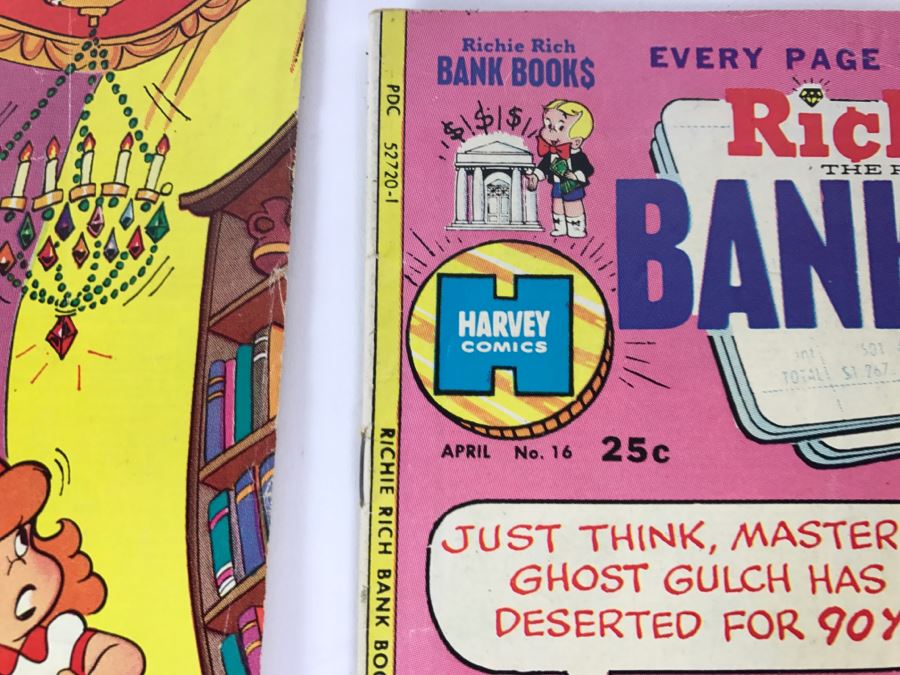 Richie Rich
BANK BOOK$
EVERY PAGE
$ $ $ $
HARVEY
COMICS
APRIL No. 16 25c
TOTAL
JUST THINK, MASTER
GHOST GULCH HAS
DESERTED FOR 90
PDC 52720-1
RICHIE RICH BANK